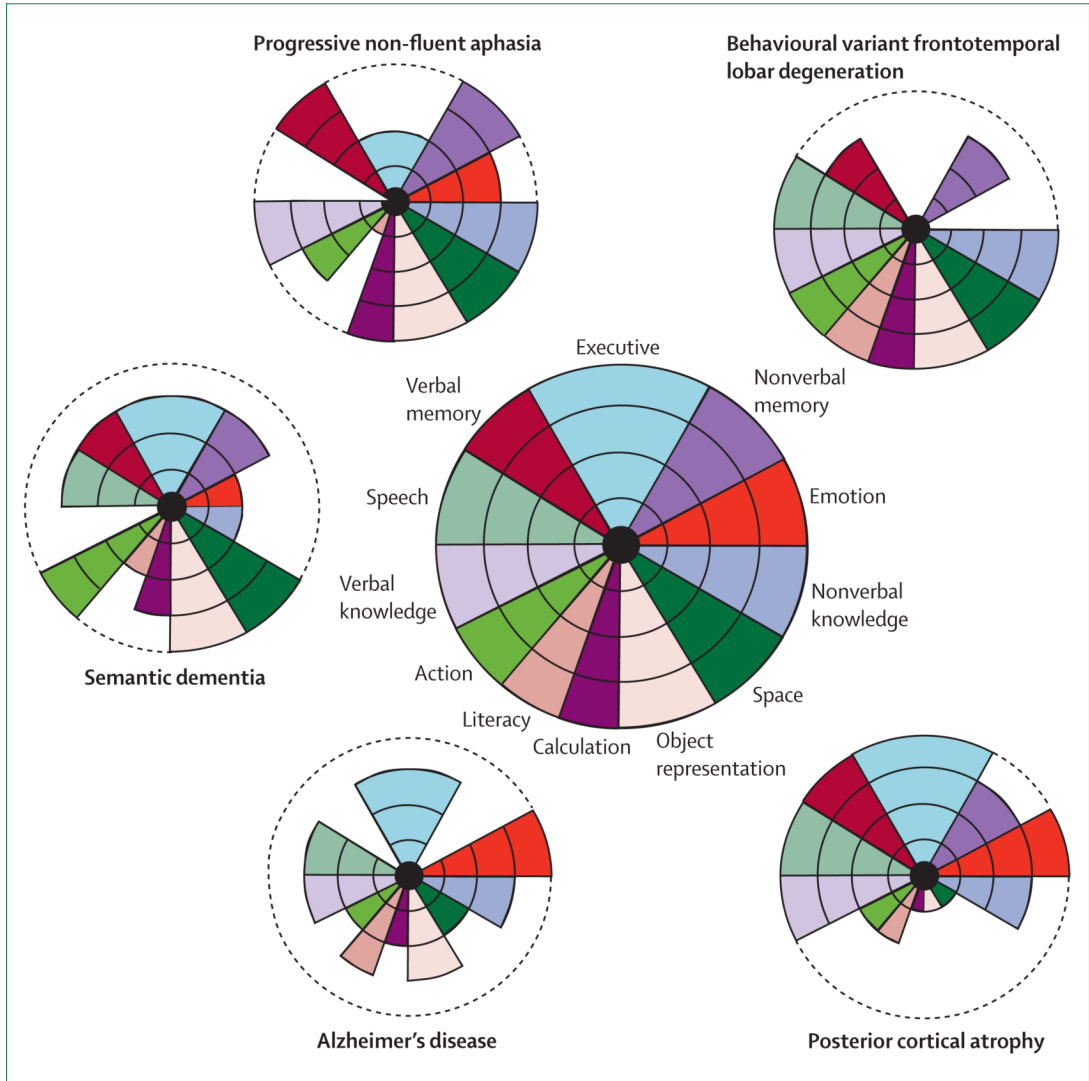 Progressive non-fluent aphasia
Behavioural variant frontotemporal
lobar degeneration
Executive
Verbal
memory
Nonverbal
memory
Speech
Emotion
Verbal
knowledge
Nonverbal
knowledge
Action
Space
Literacy
Calculation
Object
representation
Semantic dementia
Alzheimer's disease
Posterior cortical atrophy